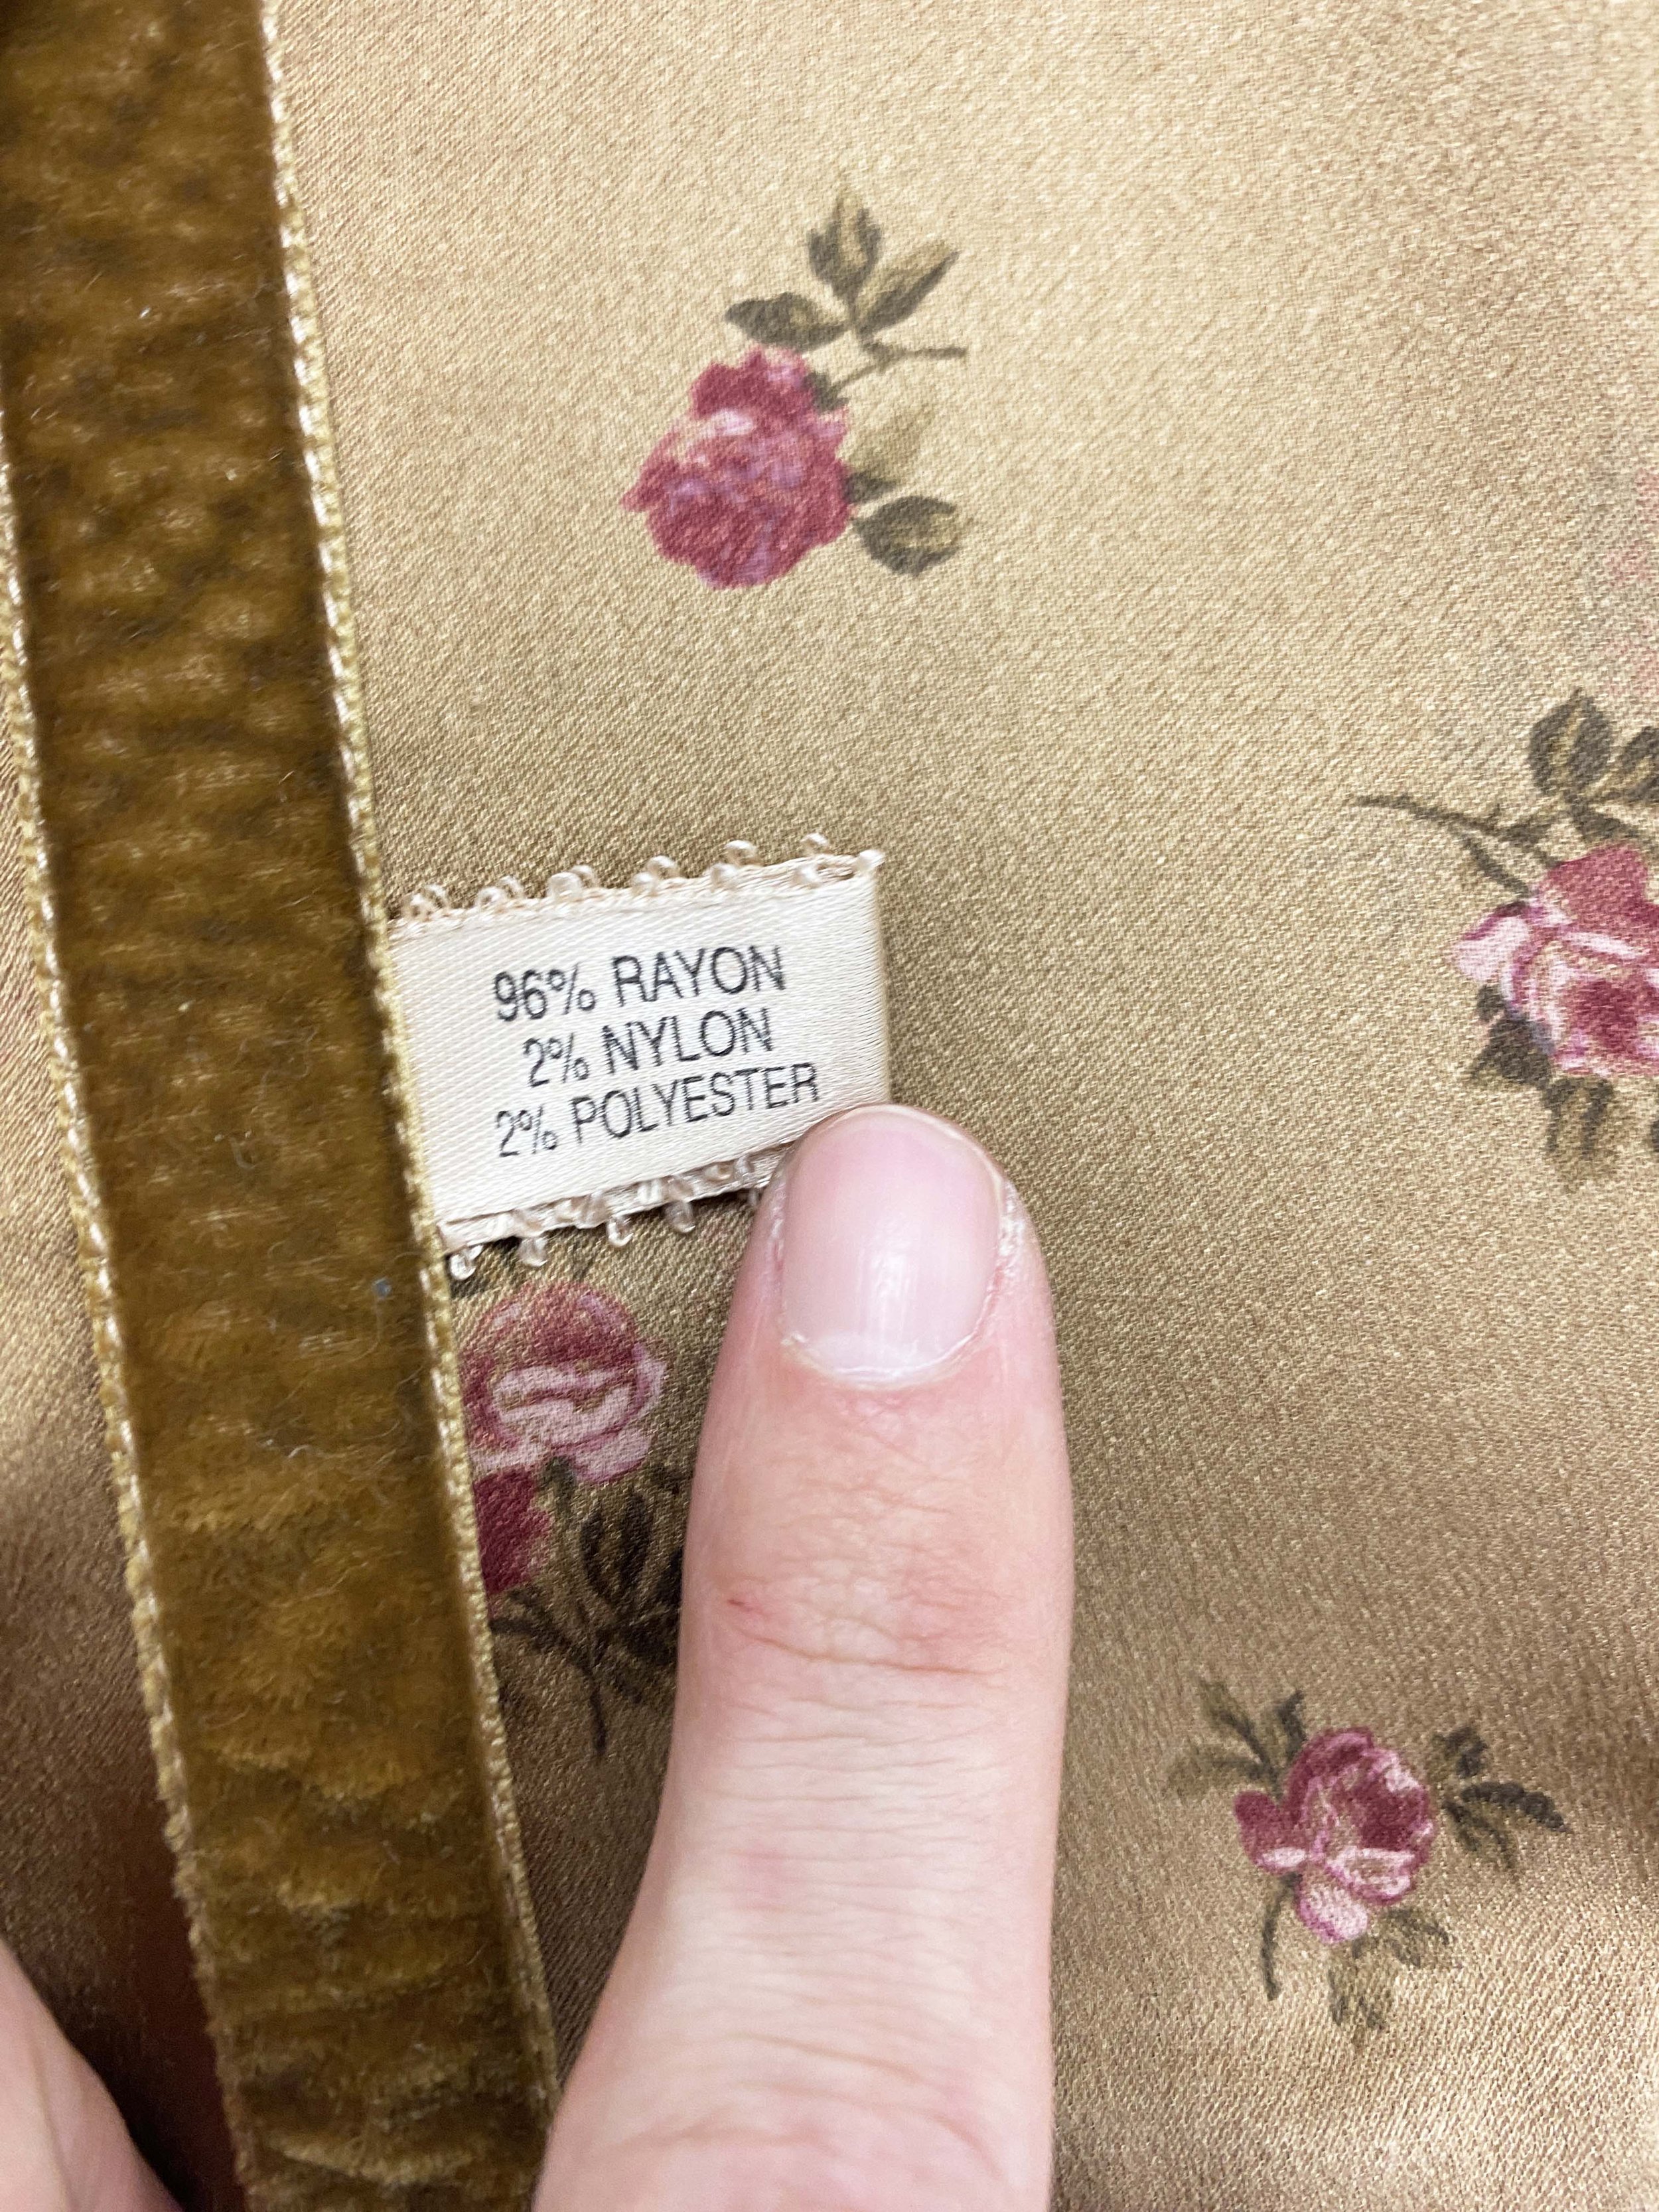 96% RAYON
2% NYLON
2% POLYESTER